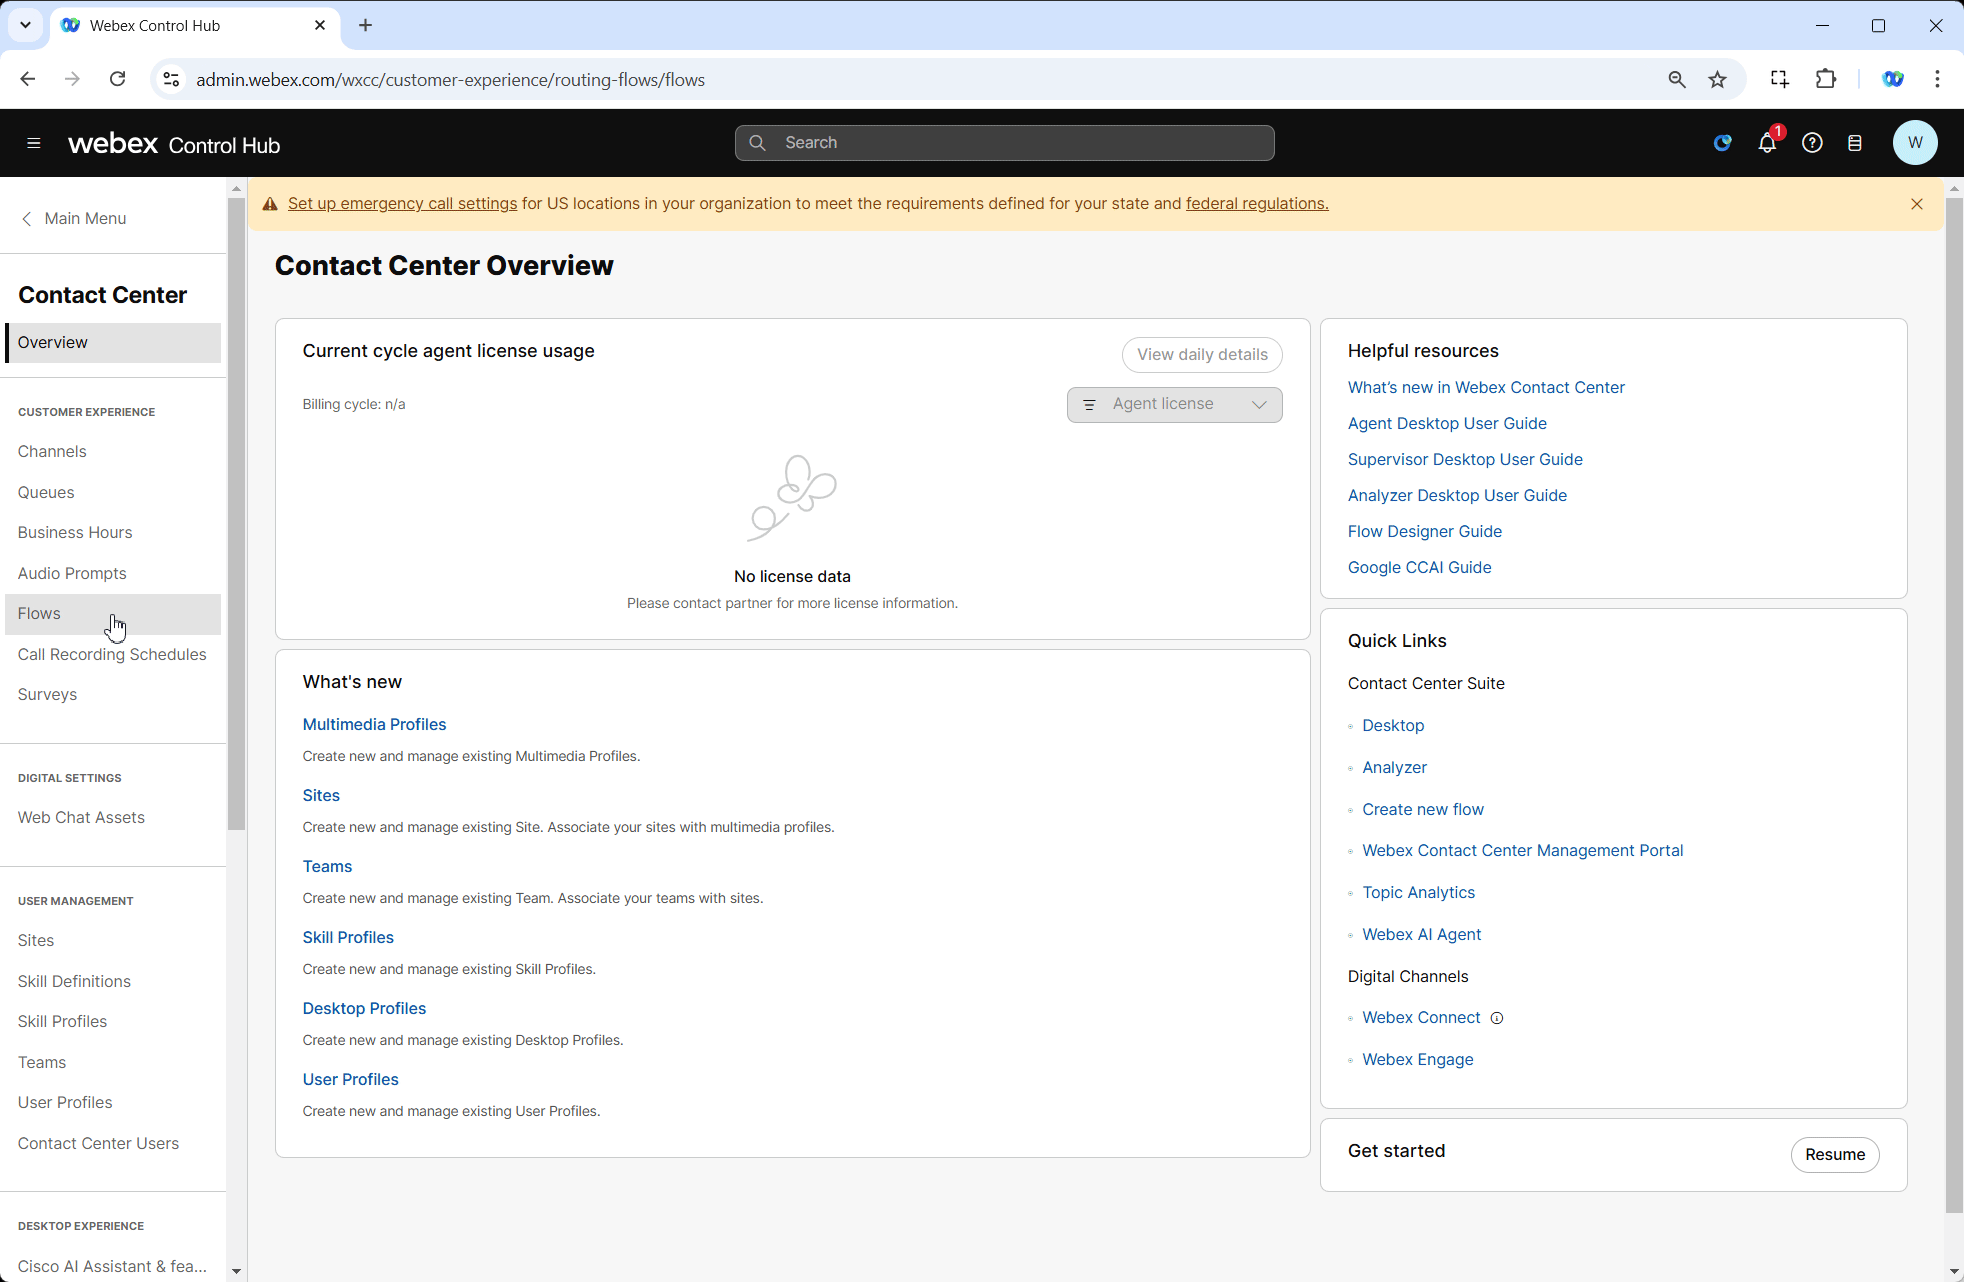 Webex Control Hub
admin.webex.com/wxcc/customer-experience/routing-flows/flows
webex Control Hub
Search
1
W
Main Menu
Contact Center
Overview
CUSTOMER EXPERIENCE
Channels
Queues
Business Hours
Audio Prompts
Flows
Call Recording Schedules
Surveys
DIGITAL SETTINGS
Web Chat Assets
USER MANAGEMENT
Sites
Skill Definitions
Skill Profiles
Teams
User Profiles
Contact Center Users
DESKTOP EXPERIENCE
Cisco AI Assistant & fea...
Set up emergency call settings for US locations in your organization to meet the requirements defined for your state and federal regulations.
Contact Center Overview
Current cycle agent license usage
View daily details
Billing cycle: n/a
Agent license
No license data
Please contact partner for more license information.
What's new
Multimedia Profiles
Create new and manage existing Multimedia Profiles.
Sites
Create new and manage existing Site. Associate your sites with multimedia profiles.
Teams
Create new and manage existing Team. Associate your teams with sites.
Skill Profiles
Create new and manage existing Skill Profiles.
Desktop Profiles
Create new and manage existing Desktop Profiles.
User Profiles
Create new and manage existing User Profiles.
Helpful resources
What's new in Webex Contact Center
Agent Desktop User Guide
Supervisor Desktop User Guide
Analyzer Desktop User Guide
Flow Designer Guide
Google CCAI Guide
Quick Links
Contact Center Suite
Desktop
Analyzer
Create new flow
Webex Contact Center Management Portal
Topic Analytics
Webex AI Agent
Digital Channels
Webex Connect
Webex Engage
Get started
Resume